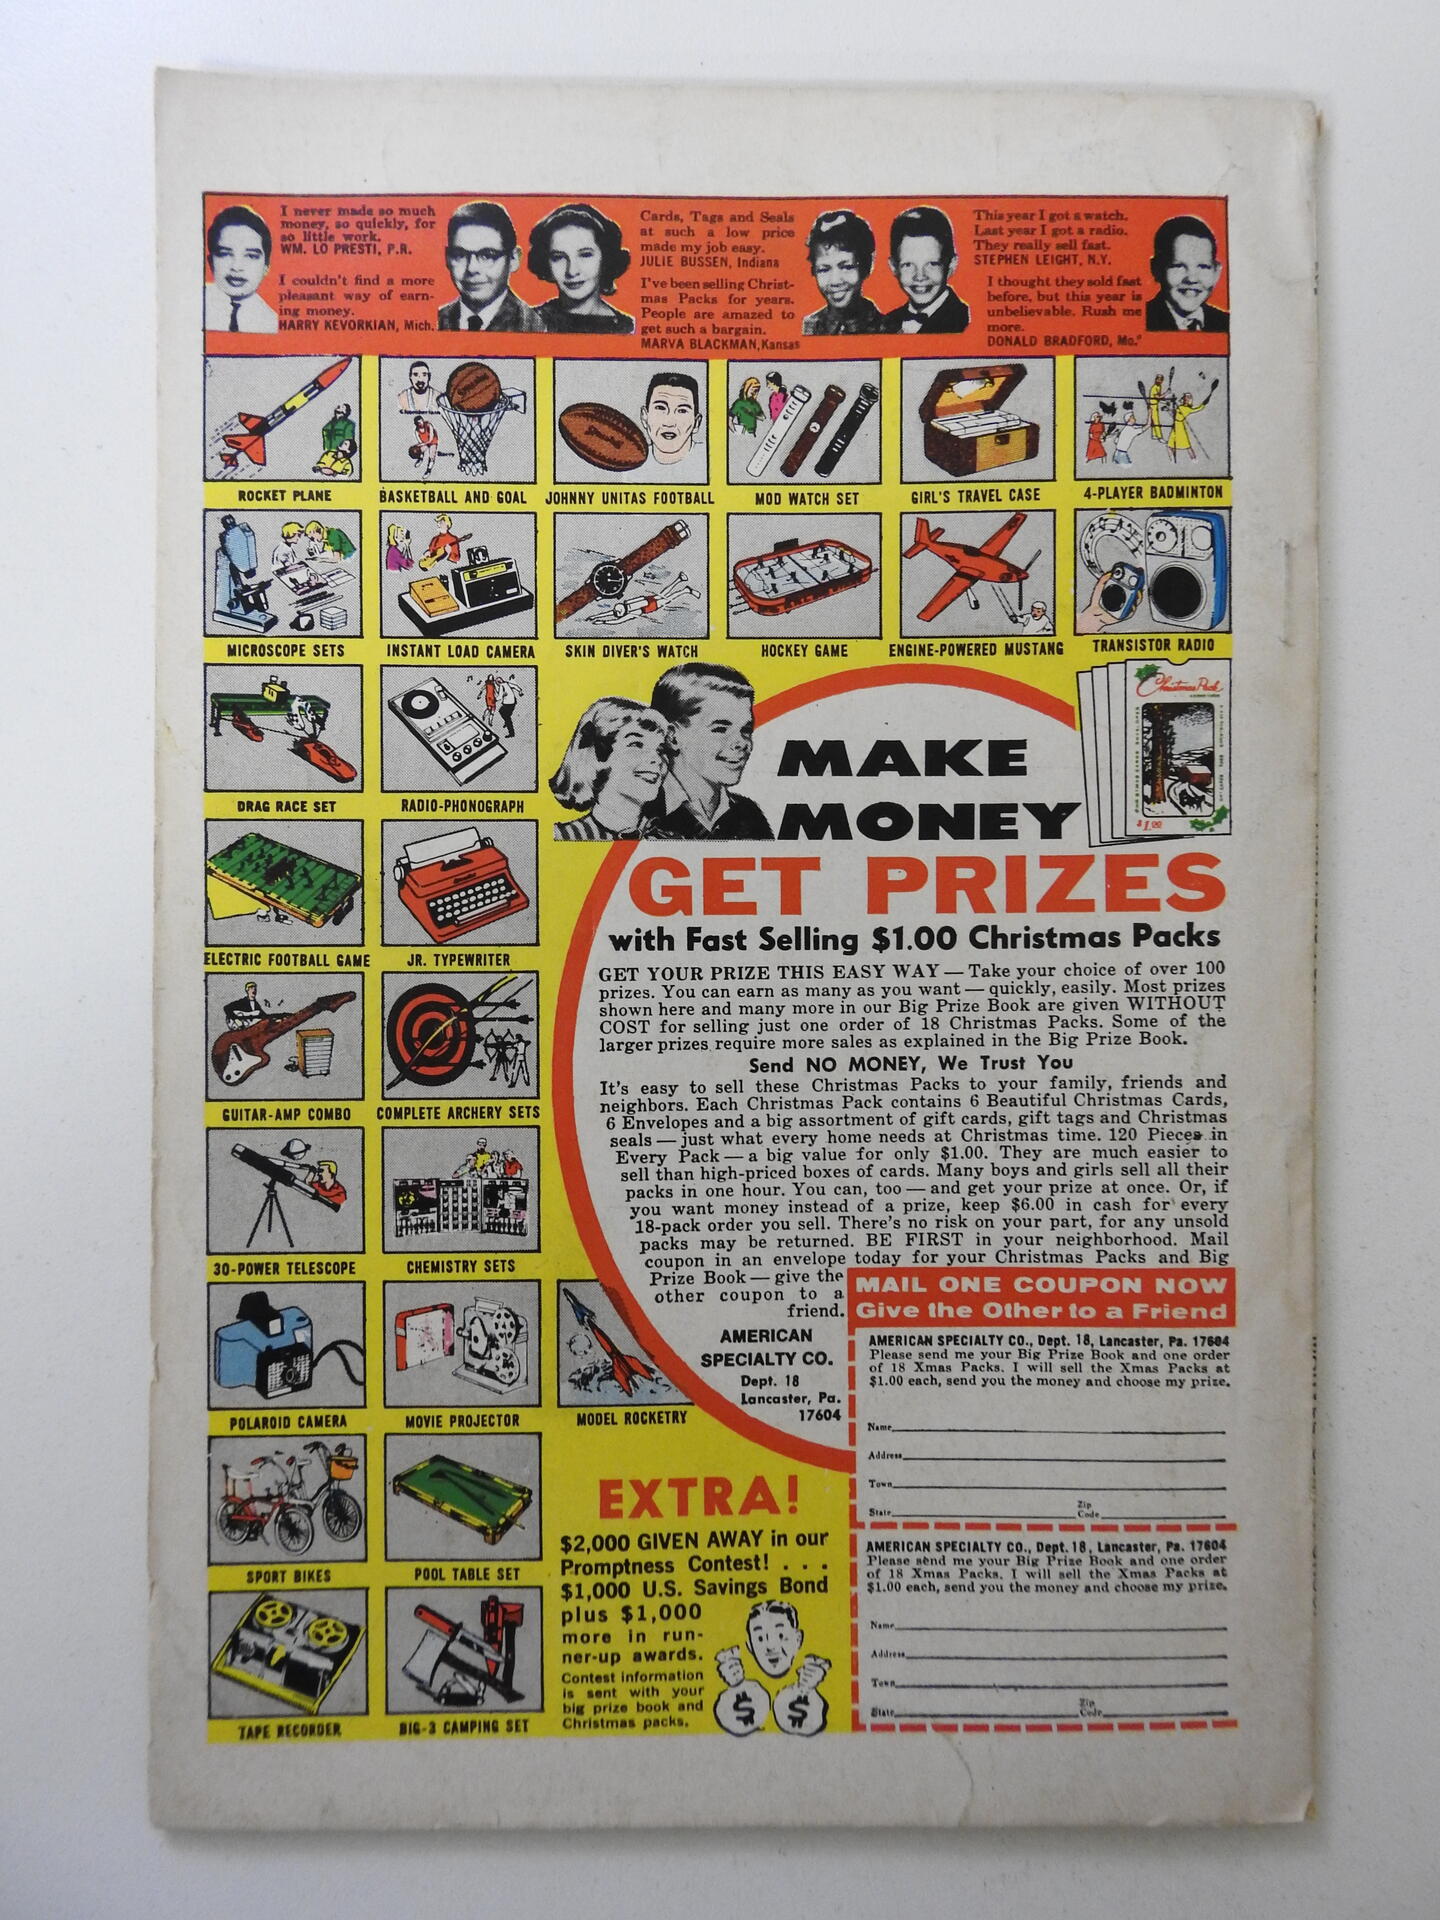 I never made so much
money, so quickly, for
so little work.
WM. LO PRESTI, P.R.
I couldn't find a more
pleasant way of earn-
ing money.
HARRY KEVORKIAN, Mich.
Cards, Tags and Seals
at such a low price
made my job easy.
JULIE BUSSEN, Indiana
I've been selling Christ-
mas Packs for years.
People are amazed to
get such a bargain.
MARVA BLACKMAN, Kansas
This year I got a watch.
Last year I got a radio.
They really sell fast.
STEPHEN LEIGHT, N.Y.
I thought they sold fast
before, but this year is
unbelievable. Rush me
more.
DONALD BRADFORD, Mo."
ROCKET PLANE
BASKETBALL AND GOAL
JOHNNY UNITAS FOOTBALL
MOD WATCH SET
GIRL'S TRAVEL CASE
4-PLAYER BADMINTON
MICROSCOPE SETS
INSTANT LOAD CAMERA
SKIN DIVER'S WATCH
HOCKEY GAME
ENGINE-POWERED MUSTANG
TRANSISTOR RADIO
DRAG RACE SET
RADIO-PHONOGRAPH
ELECTRIC FOOTBALL GAME
JR. TYPEWRITER
GUITAR-AMP COMBO
COMPLETE ARCHERY SETS
30-POWER TELESCOPE
CHEMISTRY SETS
POLAROID CAMERA
MOVIE PROJECTOR
MODEL ROCKETRY
SPORT BIKES
POOL TABLE SET
TAPE RECORDER
BIG-3 CAMPING SET
Christmas Pack
$1.00
MAKE
MONEY
GET PRIZES
with Fast Selling $1.00 Christmas Packs
GET YOUR PRIZE THIS EASY WAY — Take your choice of over 100
prizes. You can earn as many as you want — quickly, easily. Most prizes
shown here and many more in our Big Prize Book are given WITHOUT
COST for selling just one order of 18 Christmas Packs. Some of the
larger prizes require more sales as explained in the Big Prize Book.
Send NO MONEY, We Trust You
It's easy to sell these Christmas Packs to your family, friends and
neighbors. Each Christmas Pack contains 6 Beautiful Christmas Cards,
6 Envelopes and a big assortment of gift cards, gift tags and Christmas
seals — just what every home needs at Christmas time. 120 Pieces in
Every Pack — a big value for only $1.00. They are much easier to
sell than high-priced boxes of cards. Many boys and girls sell all their
packs in one hour. You can, too — and get your prize at once. Or, if
you want money instead of a prize, keep $6.00 in cash for every
18-pack order you sell. There's no risk on your part, for any unsold
packs may be returned. BE FIRST in your neighborhood. Mail
coupon in an envelope today for your Christmas Packs and Big
Prize Book — give the
other coupon to a
friend.
AMERICAN
SPECIALTY CO.
Dept. 18
Lancaster, Pa.
17604
EXTRA!
$2,000 GIVEN AWAY in our
Promptness Contest! . . .
$1,000 U.S. Savings Bond
plus $1,000
more in run-
ner-up awards.
Contest information
is sent with your
big prize book and
Christmas packs.
$ $
MAIL ONE COUPON NOW
Give the Other to a Friend
AMERICAN SPECIALTY CO., Dept. 18, Lancaster, Pa. 17604
Please send me your Big Prize Book and one order
of 18 Xmas Packs. I will sell the Xmas Packs at
$1.00 each, send you the money and choose my prize.
Name
Address
Town
State Zip Code
AMERICAN SPECIALTY CO., Dept. 18, Lancaster, Pa. 17604
Please send me your Big Prize Book and one order
of 18 Xmas Packs. I will sell the Xmas Packs at
$1.00 each, send you the money and choose my prize.
Name
Address
Town
State Zip Code